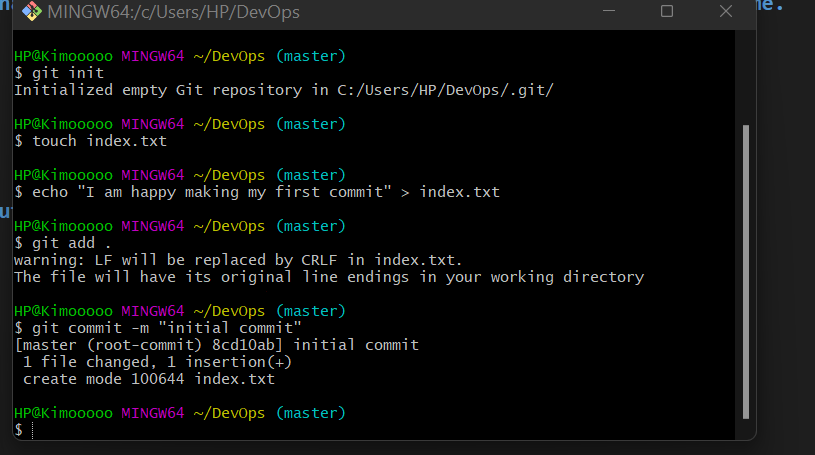 MINGW64:/c/Users/HP/DevOps
HP@Kimooooo MINGW64 ~/DevOps (master)
$ git init
Initialized empty Git repository in C:/Users/HP/DevOps/.git/
HP@Kimooooo MINGW64 ~/DevOps (master)
$ touch index.txt
HP@Kimooooo MINGW64 ~/DevOps (master)
$ echo "I am happy making my first commit" > index.txt
HP@Kimooooo MINGW64 ~/DevOps (master)
$ git add .
warning: LF will be replaced by CRLF in index.txt.
The file will have its original line endings in your working directory
HP@Kimooooo MINGW64 ~/DevOps (master)
$ git commit -m "initial commit"
[master (root-commit) 8cd10ab] initial commit
1 file changed, 1 insertion(+)
create mode 100644 index.txt
HP@Kimooooo MINGW64 ~/DevOps (master)
$